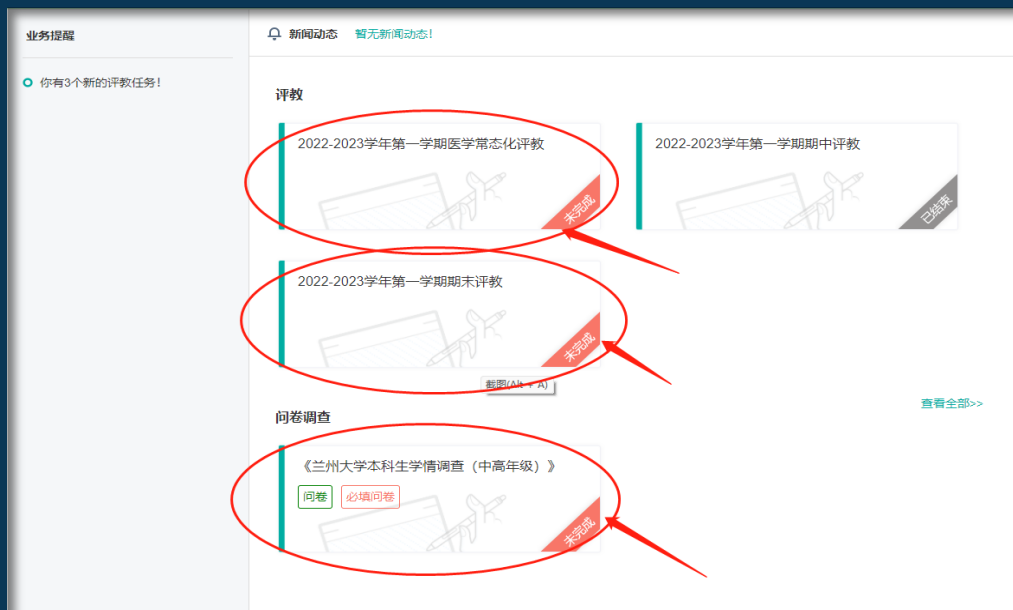 业务提醒
新闻动态 暂无新闻动态!
你有3个新的评教任务!
评教
2022-2023学年第一学期医学常态化评教
未完成
2022-2023学年第一学期期中评教
已结束
2022-2023学年第一学期期末评教
未完成
截图(Alt + A)
查看全部>>
问卷调查
《兰州大学本科生学情调查（中高年级）》
问卷 必填问卷
未完成